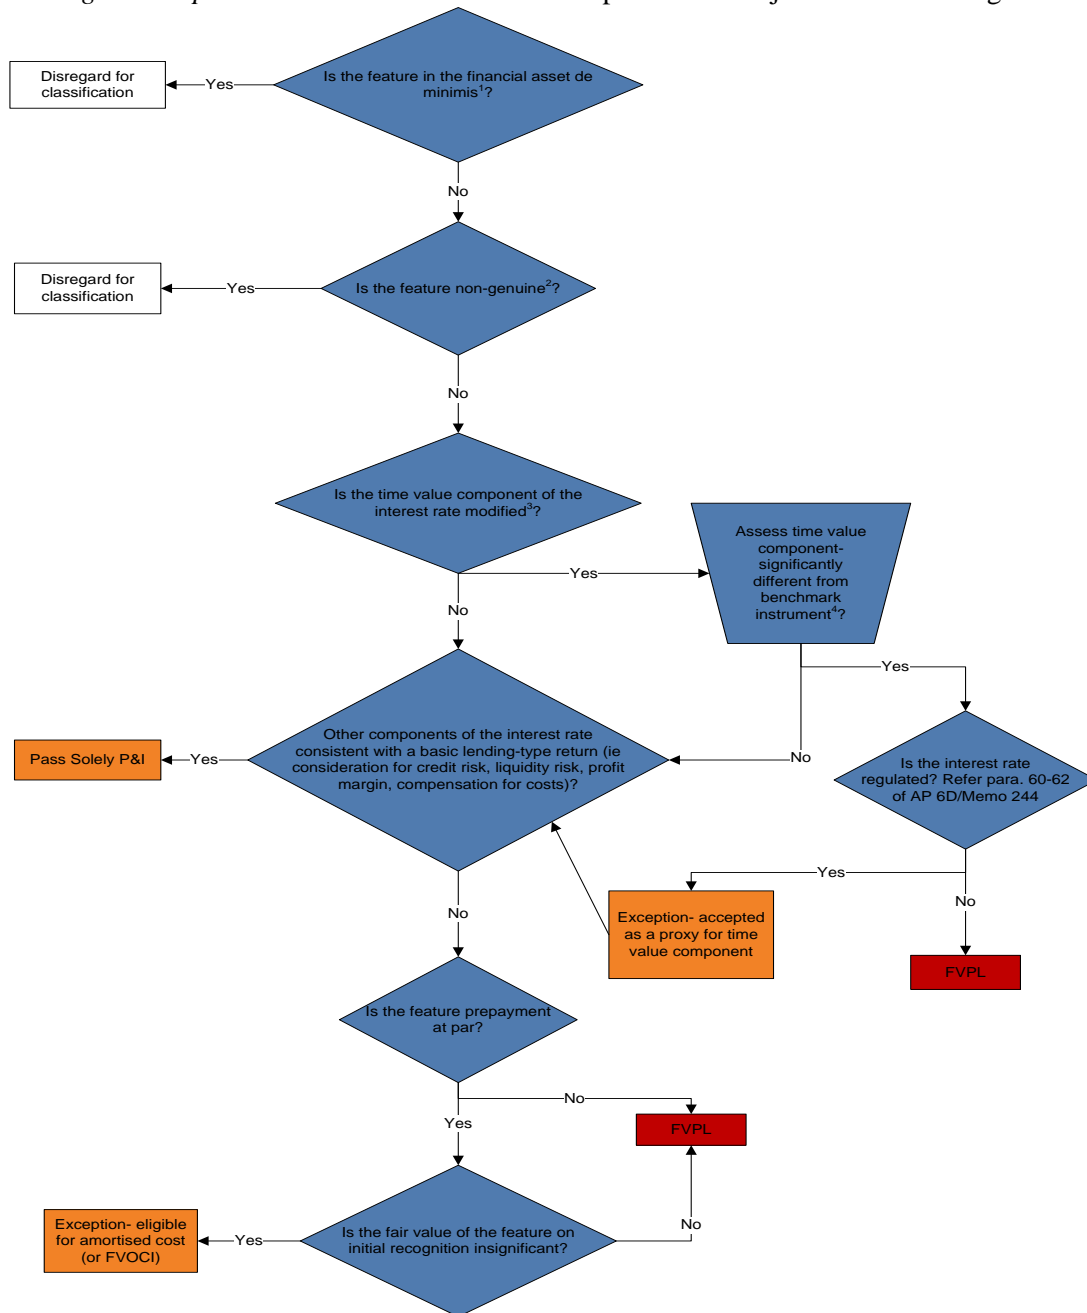 Is the feature in the financial asset de
minimis1?
Disregard for
classification
Yes
No
Is the feature non-genuine2?
Disregard for
classification
Yes
No
Is the time value component of the
interest rate modified3?
Yes
Assess time value
component-
significantly
different from
benchmark
instrument4?
No
Yes
No
Other components of the interest rate
consistent with a basic lending-type return (ie
consideration for credit risk, liquidity risk, profit
margin, compensation for costs)?
Yes
Pass Solely P&I
Is the interest rate
regulated? Refer para. 60-62
of AP 6D/Memo 244
Yes
No
Exception- accepted
as a proxy for time
value component
FVPL
No
Is the feature prepayment
at par?
No
Yes
FVPL
Is the fair value of the feature on
initial recognition insignificant?
No
Yes
Exception- eligible
for amortised cost
(or FVOCI)